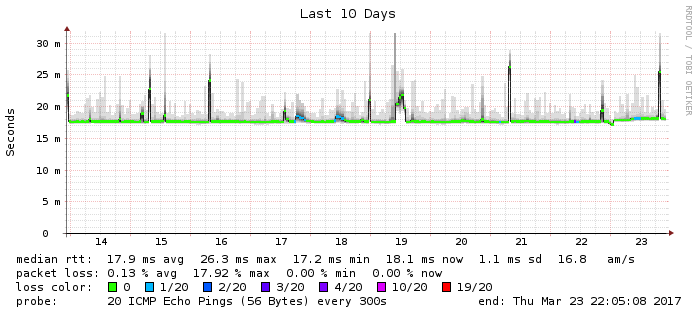 Last 10 Days
RRDTOOL / TOBI OETIKER
Seconds
30 m
25 m
20 m
15 m
10 m
5 m
0
14 15 16 17 18 19 20 21 22 23
median rtt: 17.9 ms avg 26.3 ms max 17.2 ms min 18.1 ms now 1.1 ms sd 16.8 am/s
packet loss: 0.13 % avg 17.92 % max 0.00 % min 0.00 % now
loss color: 0 1/20 2/20 3/20 4/20 10/20 19/20
probe: 20 ICMP Echo Pings (56 Bytes) every 300s end: Thu Mar 23 22:05:08 2017